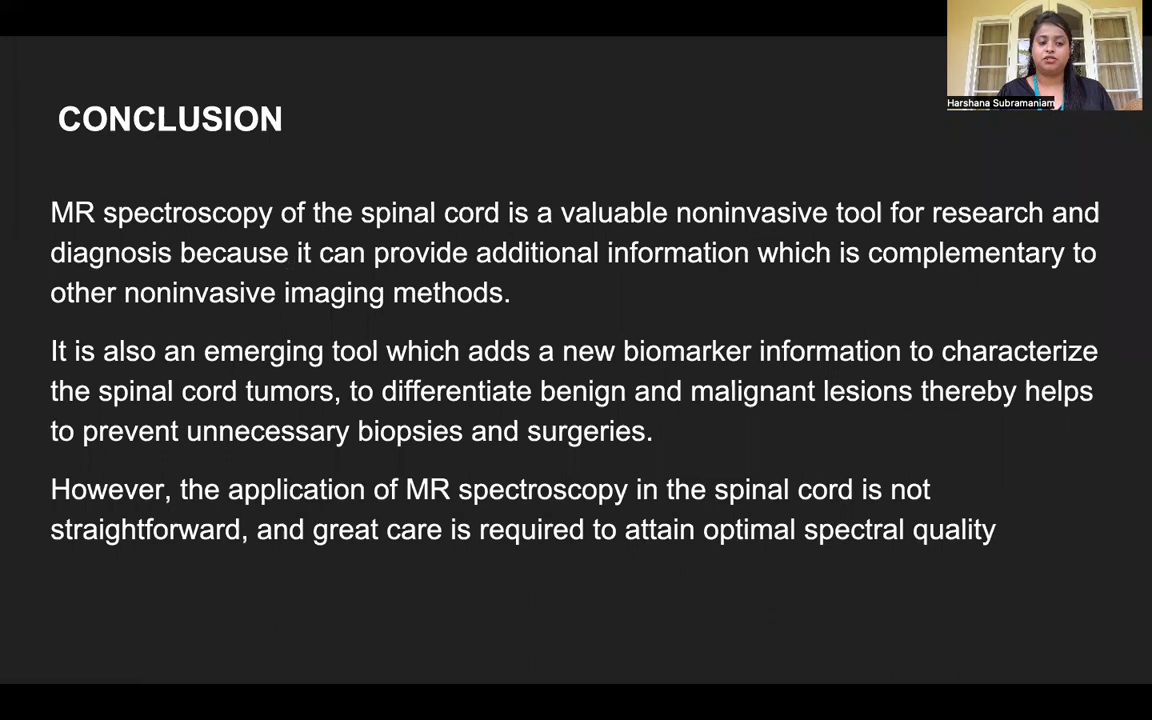 Harshana Subramaniam
CONCLUSION
MR spectroscopy of the spinal cord is a valuable noninvasive tool for research and
diagnosis because it can provide additional information which is complementary to
other noninvasive imaging methods.
It is also an emerging tool which adds a new biomarker information to characterize
the spinal cord tumors, to differentiate benign and malignant lesions thereby helps
to prevent unnecessary biopsies and surgeries.
However, the application of MR spectroscopy in the spinal cord is not
straightforward, and great care is required to attain optimal spectral quality